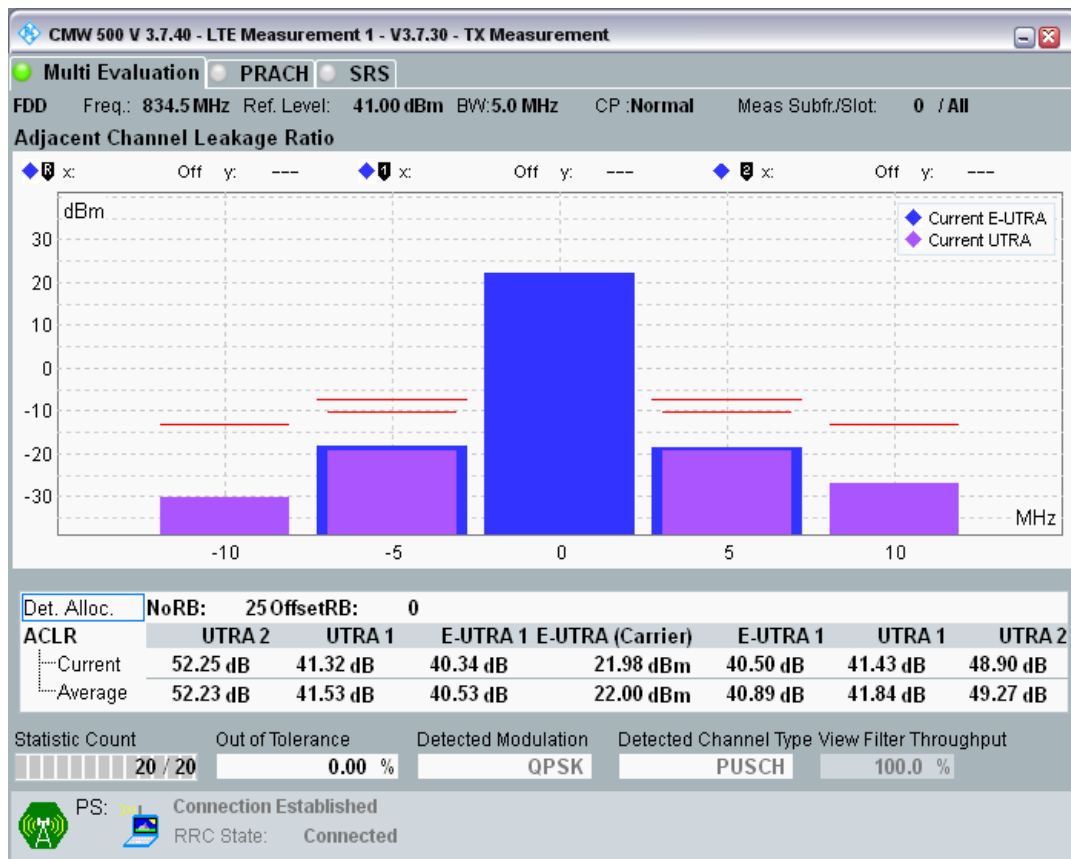 CMW 500 V 3.7.40 - LTE Measurement 1 - V3.7.30 - TX Measurement
Multi Evaluation PRACH SRS
FDD Freq.: 834.5 MHz Ref. Level: 41.00 dBm BW:5.0 MHz CP :Normal Meas Subfr./Slot: 0 / All
Adjacent Channel Leakage Ratio
R x: Off y: --- 1 x: Off y: --- 2 x: Off y: ---
dBm
Current E-UTRA
Current UTRA
30
20
10
0
-10
-20
-30
MHz
-10 -5 0 5 10
Det. Alloc. NoRB: 25 OffsetRB: 0
ACLR UTRA 2 UTRA 1 E-UTRA 1 E-UTRA (Carrier) E-UTRA 1 UTRA 1 UTRA 2
Current 52.25 dB 41.32 dB 40.34 dB 21.98 dBm 40.50 dB 41.43 dB 48.90 dB
Average 52.23 dB 41.53 dB 40.53 dB 22.00 dBm 40.89 dB 41.84 dB 49.27 dB
Statistic Count Out of Tolerance Detected Modulation Detected Channel Type View Filter Throughput
20 / 20 0.00 % QPSK PUSCH 100.0 %
PS: Connection Established
RRC State: Connected